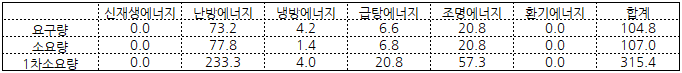 신재생에너지 난방에너지 냉방에너지 급탕에너지 조명에너지 환기에너지 합계
요구량 0.0 73.2 4.2 6.6 20.8 0.0 104.8
소요량 0.0 77.8 1.4 6.8 20.8 0.0 107.0
1차소요량 0.0 233.3 4.0 20.8 57.3 0.0 315.4